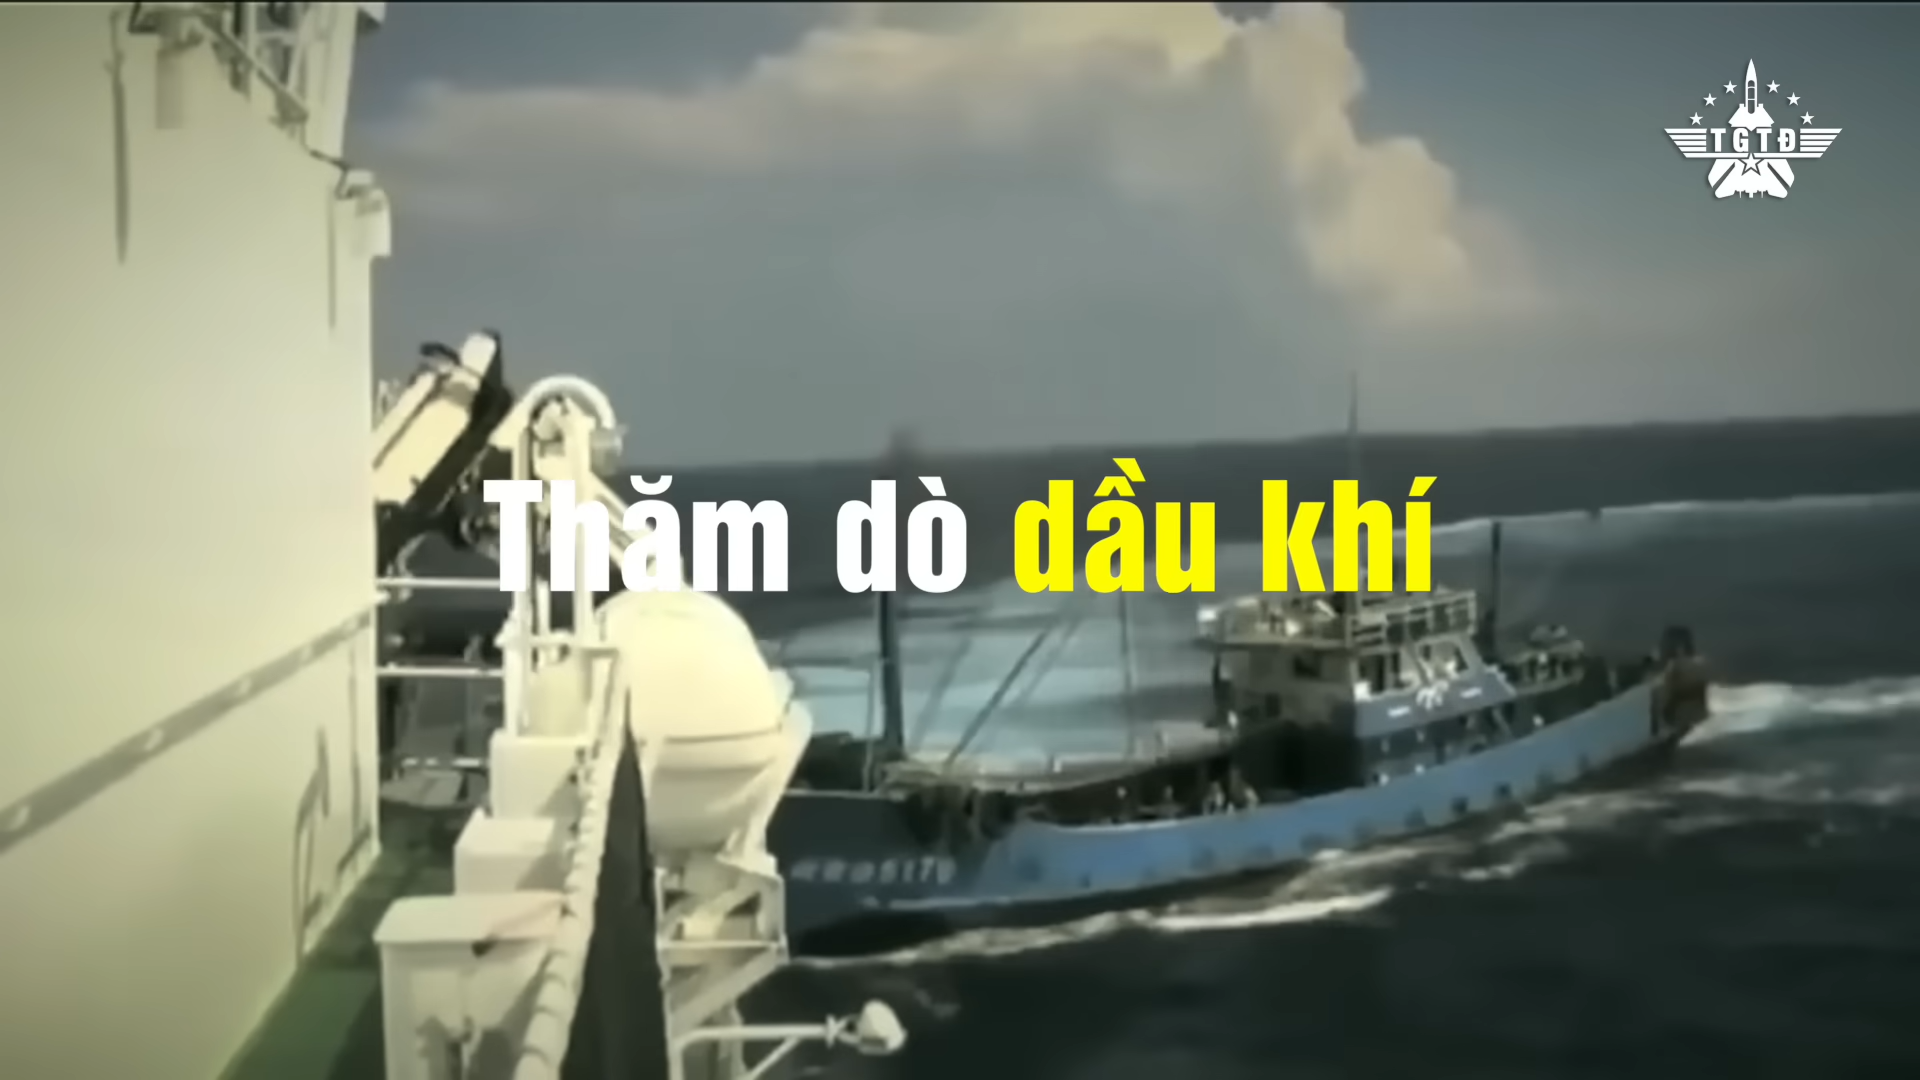 TGTĐ
Thăm dò dầu khí